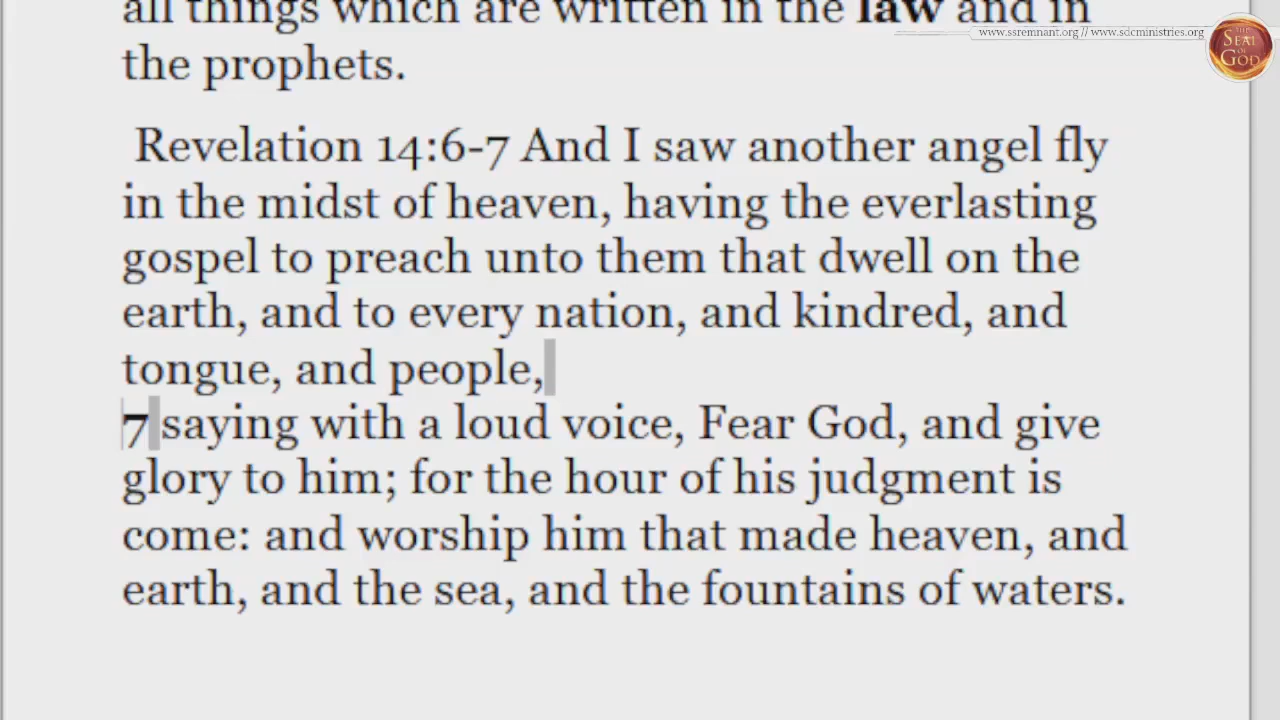 all things which are written in the law and in
www.ssremnant.org // www.sdcministries.org
THE
SEAL
OF
GOD
the prophets.
Revelation 14:6-7 And I saw another angel fly
in the midst of heaven, having the everlasting
gospel to preach unto them that dwell on the
earth, and to every nation, and kindred, and
tongue, and people,
7 saying with a loud voice, Fear God, and give
glory to him; for the hour of his judgment is
come: and worship him that made heaven, and
earth, and the sea, and the fountains of waters.